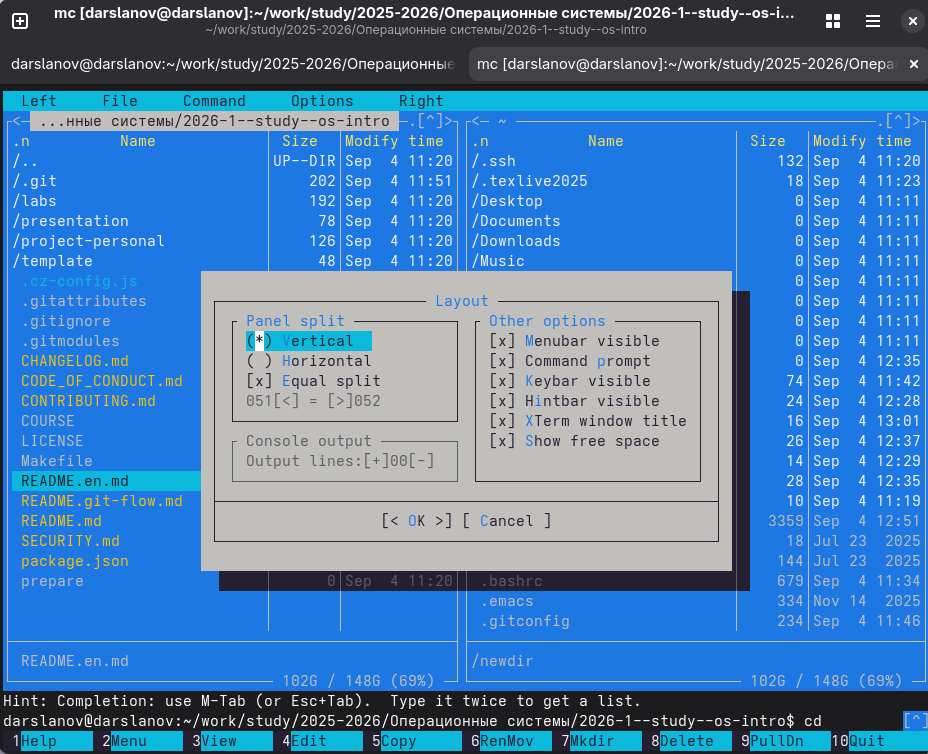 mc [darslanov@darslanov]:~/work/study/2025-2026/Операционные системы/2026-1--study--os-i...
~/work/study/2025-2026/Операционные системы/2026-1--study--os-intro
darslanov@darslanov:~/work/study/2025-2026/Операционные mc [darslanov@darslanov]:~/work/study/2025-2026/Опера
Left File Command Options Right
<- ...нные системы/2026-1--study--os-intro .[^]> <- ~ .[^]>
.n Name Size Modify time .n Name Size Modify time
/.. UP--DIR Sep 4 11:20 /.ssh 132 Sep 4 11:20
/.git 202 Sep 4 11:51 /.texlive2025 18 Sep 4 11:23
/labs 192 Sep 4 11:20 /Desktop 0 Sep 4 11:11
/presentation 78 Sep 4 11:20 /Documents 0 Sep 4 11:11
/project-personal 126 Sep 4 11:20 /Downloads 0 Sep 4 11:11
/template 48 Sep 4 11:20 /Music 0 Sep 4 11:11
.cz-config.js 0 Sep 4 11:11
.gitattributes Layout 0 Sep 4 11:11
.gitignore Panel split Other options 0 Sep 4 11:11
.gitmodules (*) Vertical [x] Menubar visible 0 Sep 4 11:11
CHANGELOG.md ( ) Horizontal [x] Command prompt 0 Sep 4 12:35
CODE_OF_CONDUCT.md [x] Equal split [x] Keybar visible 74 Sep 4 11:42
CONTRIBUTING.md 051[<] = [>]052 [x] Hintbar visible 24 Sep 4 12:28
COURSE [x] XTerm window title 16 Sep 4 13:01
LICENSE Console output [x] Show free space 26 Sep 4 12:37
Makefile Output lines:[+]00[-] 14 Sep 4 12:29
README.en.md 28 Sep 4 12:35
README.git-flow.md 10 Sep 4 11:19
README.md [< OK >] [ Cancel ] 3359 Sep 4 12:51
SECURITY.md 18 Jul 23 2025
package.json 144 Jul 23 2025
prepare 0 Sep 4 11:20 .bashrc 679 Sep 4 11:34
.emacs 334 Nov 14 2025
.gitconfig 234 Sep 4 11:46
README.en.md /newdir
102G / 148G (69%) 102G / 148G (69%)
Hint: Completion: use M-Tab (or Esc+Tab). Type it twice to get a list.
darslanov@darslanov:~/work/study/2025-2026/Операционные системы/2026-1--study--os-intro$ cd [^]
1Help 2Menu 3View 4Edit 5Copy 6RenMov 7Mkdir 8Delete 9PullDn 10Quit